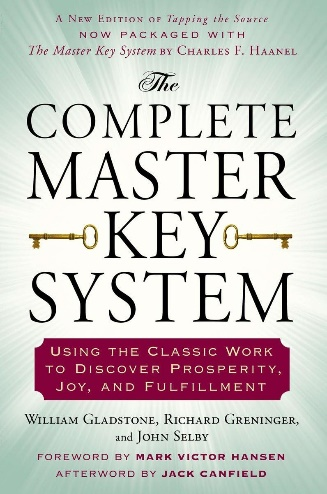 A New Edition of Tapping the Source
NOW PACKAGED WITH
The Master Key System by Charles F. Haanel
The
COMPLETE
MASTER
KEY
SYSTEM
Using the Classic Work
to Discover Prosperity,
Joy, and Fulfillment
William Gladstone, Richard Greninger,
and John Selby
FOREWORD BY MARK VICTOR HANSEN
AFTERWORD BY JACK CANFIELD